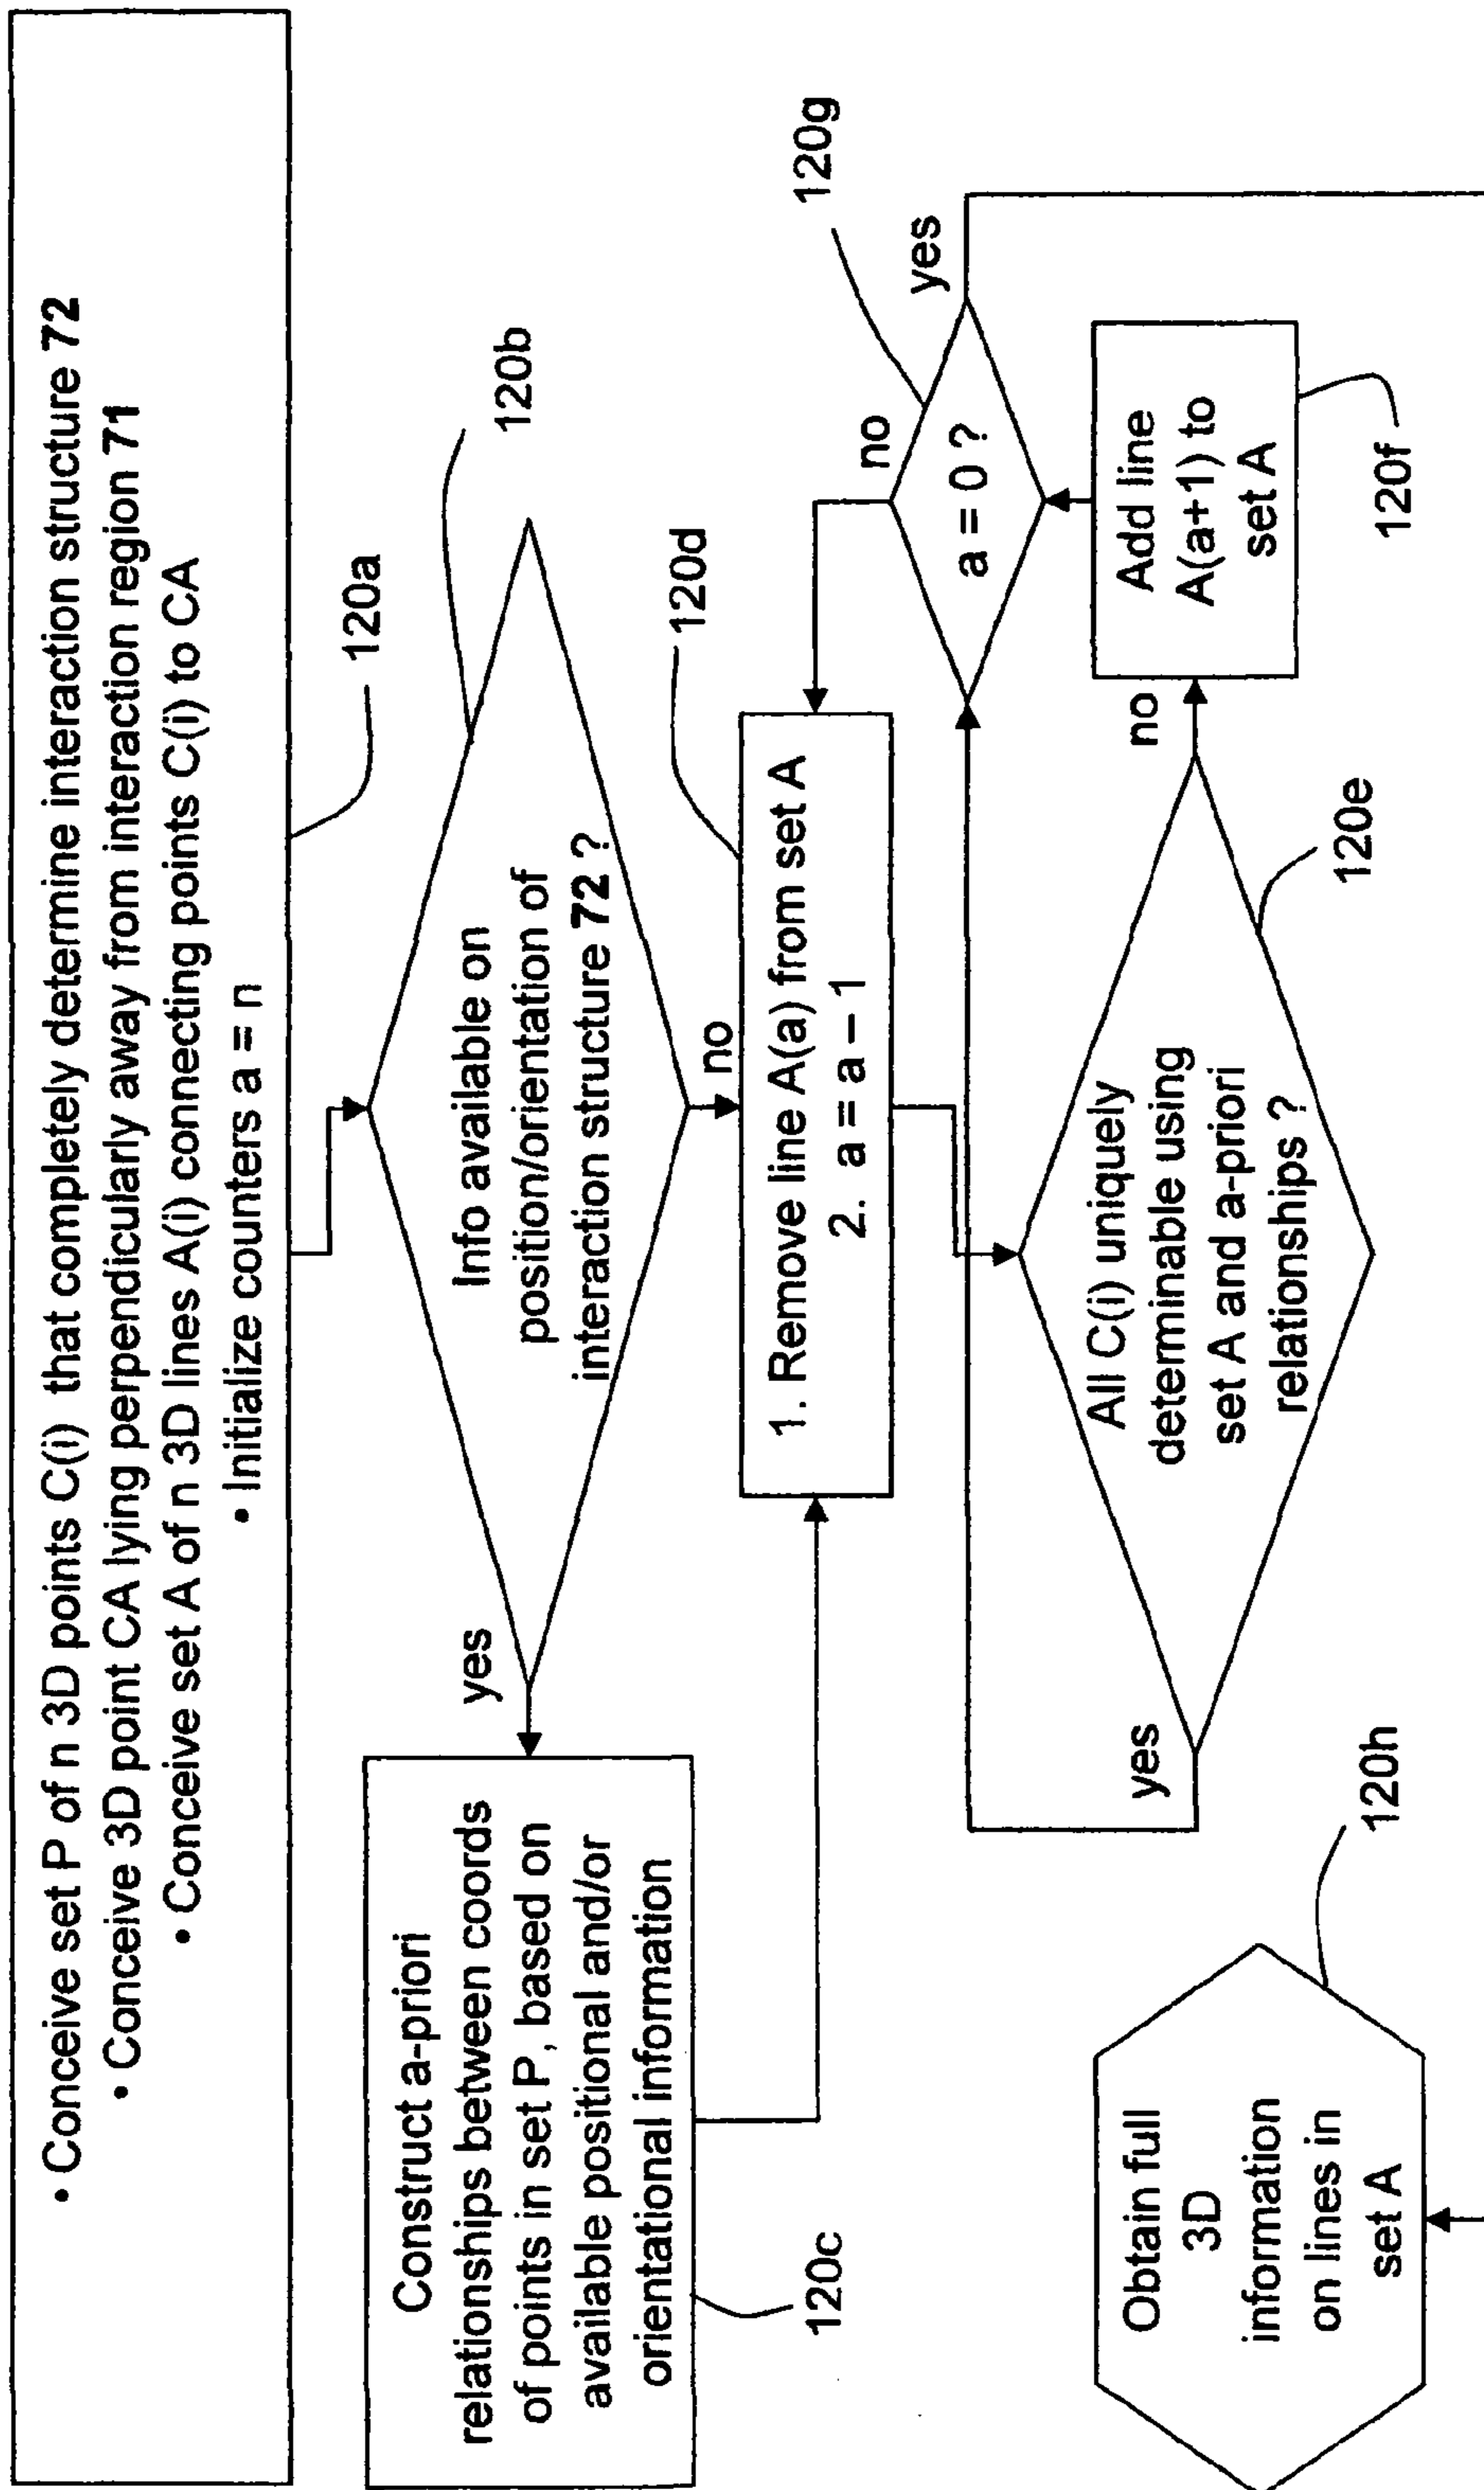 • Conceive set P of n 3D points C(i) that completely determine interaction structure 72
• Conceive 3D point CA lying perpendicularly away from interaction region 71
• Conceive set A of n 3D lines A(i) connecting points C(i) to CA
• Initialize counters a = n
120a
Info available on
position/orientation of
interaction structure 72 ?
120b
yes
no
Construct a-priori
relationships between coords
of points in set P, based on
available positional and/or
orientational information
120c
1. Remove line A(a) from set A
2. a = a – 1
120d
All C(i) uniquely
determinable using
set A and a-priori
relationships ?
120e
yes
no
Add line
A(a+1) to
set A
120f
a = 0 ?
120g
no
yes
Obtain full
3D
information
on lines in
set A
120h